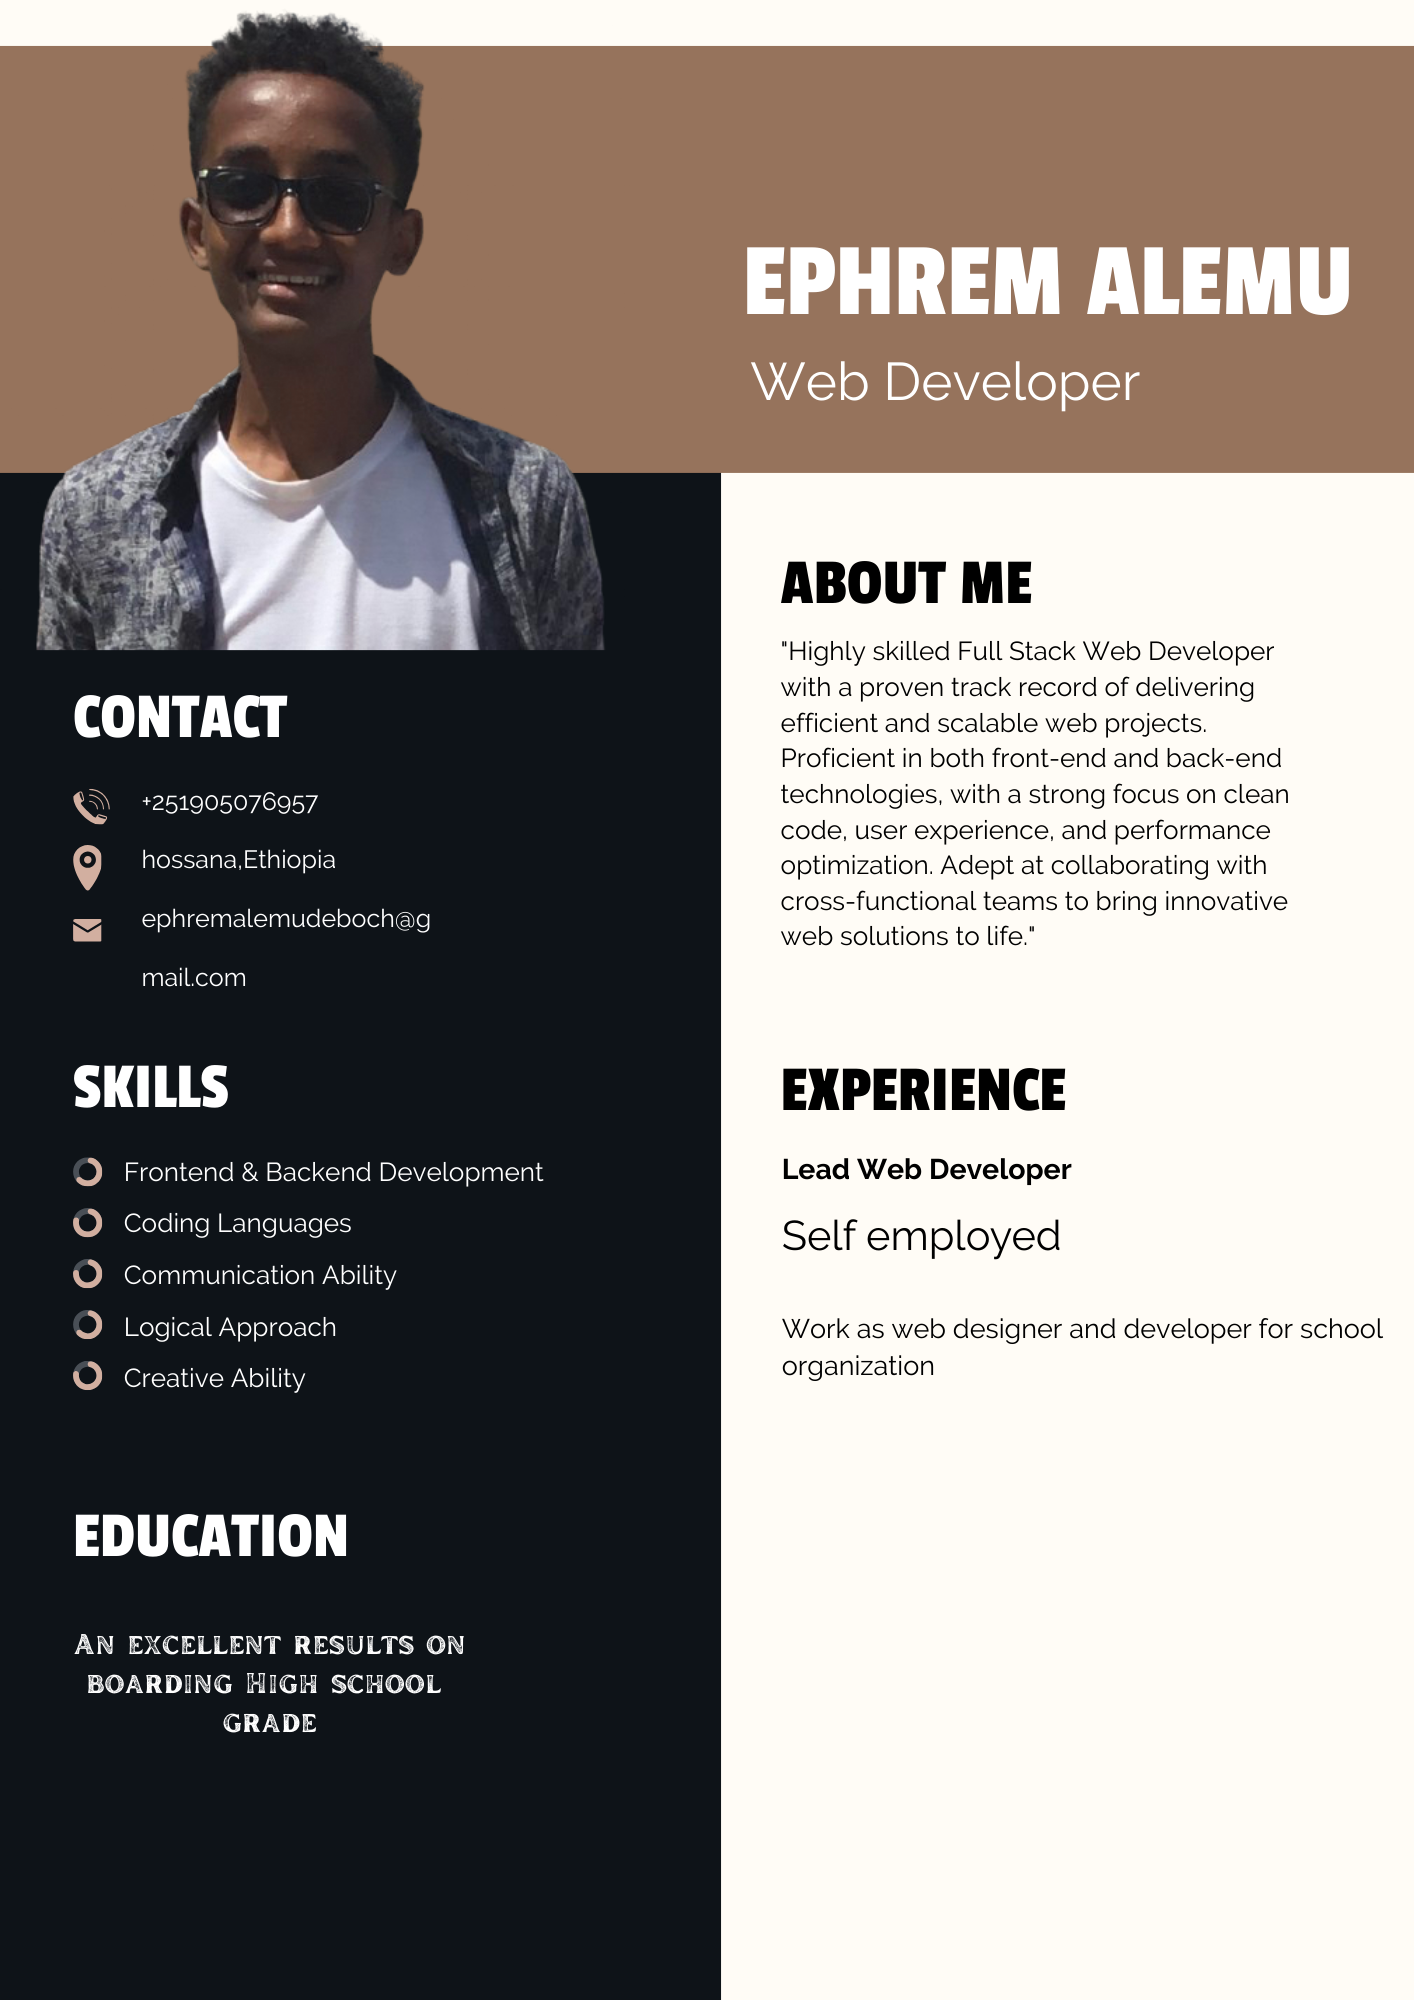 EPHREM ALEMU
Web Developer
CONTACT
+251905076957
hossana,Ethiopia
ephremalemudeboch@g
mail.com
SKILLS
Frontend & Backend Development
Coding Languages
Communication Ability
Logical Approach
Creative Ability
EDUCATION
An excellent results on
boarding High school
grade
ABOUT ME
"Highly skilled Full Stack Web Developer
with a proven track record of delivering
efficient and scalable web projects.
Proficient in both front-end and back-end
technologies, with a strong focus on clean
code, user experience, and performance
optimization. Adept at collaborating with
cross-functional teams to bring innovative
web solutions to life."
EXPERIENCE
Lead Web Developer
Self employed
Work as web designer and developer for school
organization